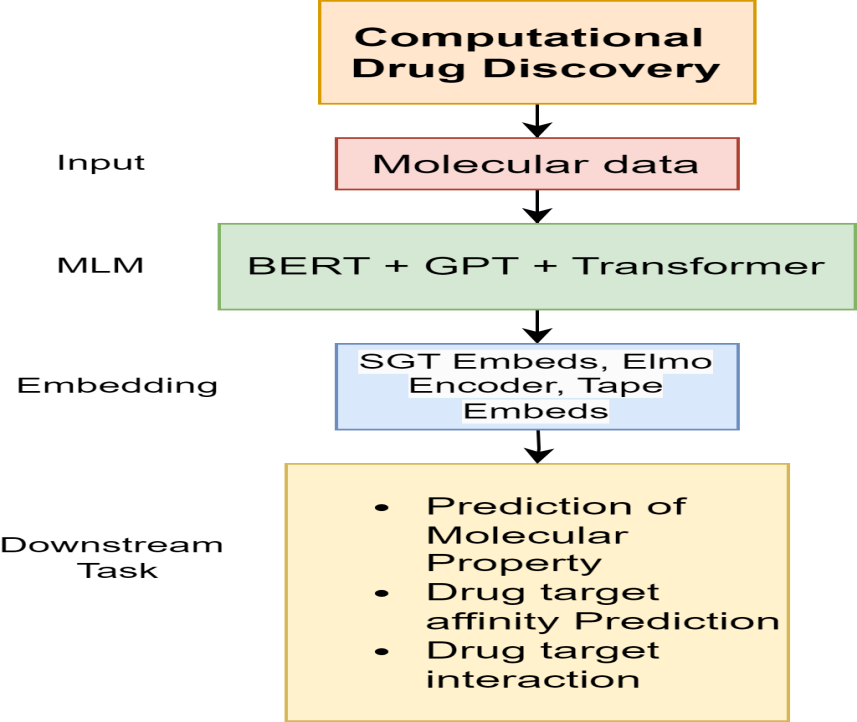 Computational
Drug Discovery
Input
Molecular data
MLM
BERT + GPT + Transformer
Embedding
SGT Embeds, Elmo
Encoder, Tape
Embeds
Downstream
Task
• Prediction of
Molecular
Property
• Drug target
affinity Prediction
• Drug target
interaction